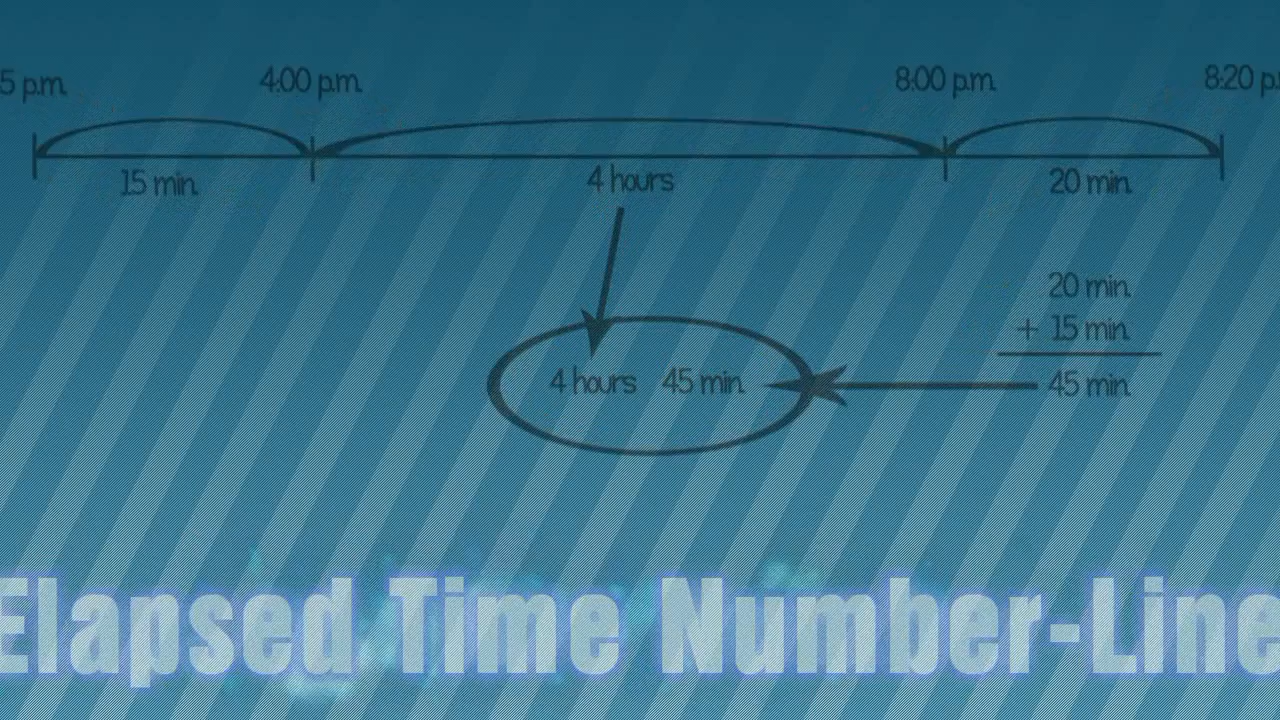 5 p.m. 4:00 p.m. 8:00 p.m. 8:20 p.
15 min. 4 hours 20 min.
20 min.
+ 15 min.
4 hours 45 min. 45 min.
Elapsed Time Number-Line